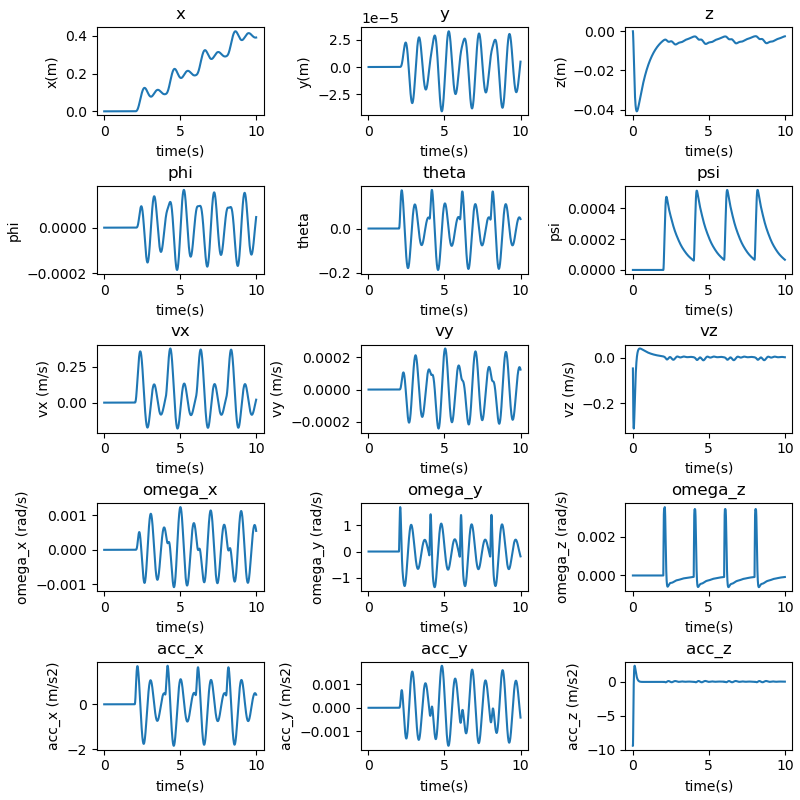 x
y
z
1e−5
x(m)
0.4
0.2
0.0
y(m)
2.5
0.0
−2.5
z(m)
0.00
−0.02
−0.04
0 5 10
0 5 10
0 5 10
time(s)
time(s)
time(s)
phi
theta
psi
phi
0.0000
−0.0002
theta
0.0
−0.2
psi
0.0004
0.0002
0.0000
0 5 10
0 5 10
0 5 10
time(s)
time(s)
time(s)
vx
vy
vz
vx (m/s)
0.25
0.00
vy (m/s)
0.0002
0.0000
−0.0002
vz (m/s)
0.0
−0.2
0 5 10
0 5 10
0 5 10
time(s)
time(s)
time(s)
omega_x
omega_y
omega_z
omega_x (rad/s)
0.001
0.000
−0.001
omega_y (rad/s)
1
0
−1
omega_z (rad/s)
0.002
0.000
0 5 10
0 5 10
0 5 10
time(s)
time(s)
time(s)
acc_x
acc_y
acc_z
acc_x (m/s2)
0
−2
acc_y (m/s2)
0.001
0.000
−0.001
acc_z (m/s2)
0
−5
−10
0 5 10
0 5 10
0 5 10
time(s)
time(s)
time(s)